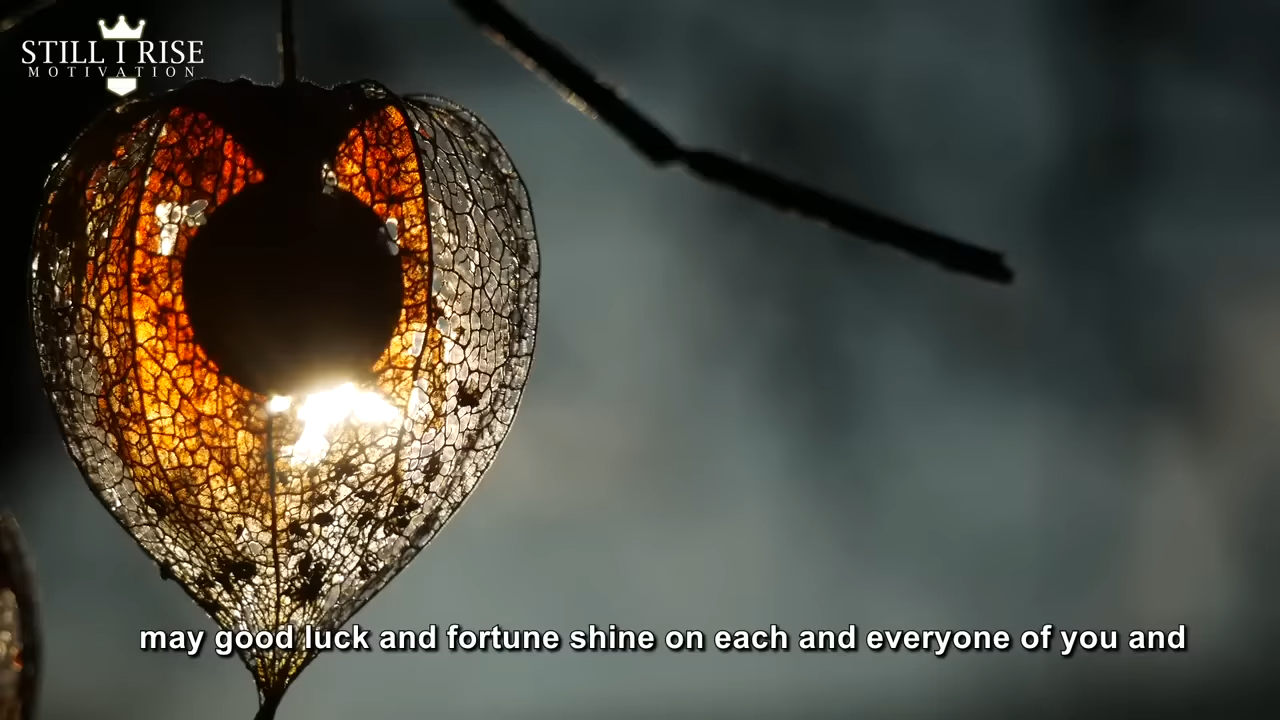 STILL I RISE
MOTIVATION
may good luck and fortune shine on each and everyone of you and